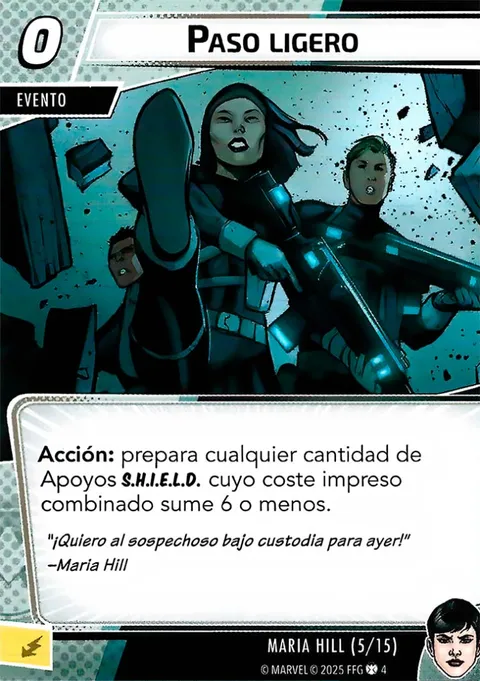 0
PASO LIGERO
EVENTO
Acción: prepara cualquier cantidad de
Apoyos S.H.I.E.L.D. cuyo coste impreso
combinado sume 6 o menos.
"¡Quiero al sospechoso bajo custodia para ayer!"
–Maria Hill
MARIA HILL (5/15)
© MARVEL © 2025 FFG 4